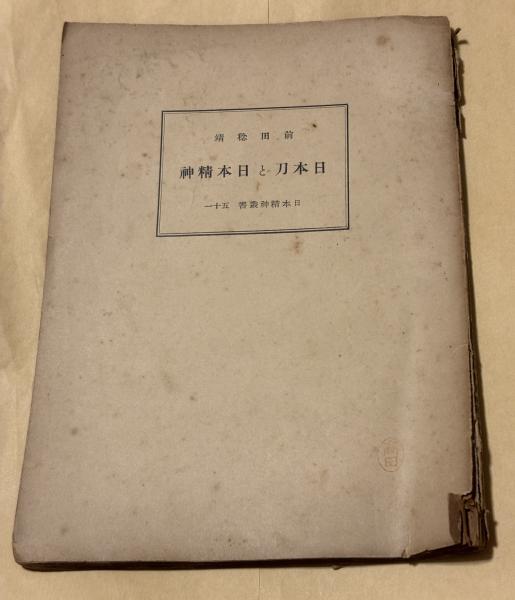 前田稔靖
日本刀と日本精神
日本精神叢書 五十一